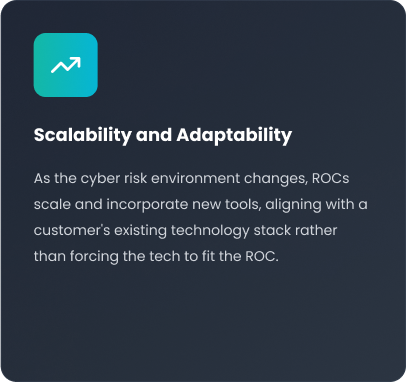 Scalability and Adaptability
As the cyber risk environment changes, ROCs
scale and incorporate new tools, aligning with a
customer's existing technology stack rather
than forcing the tech to fit the ROC.